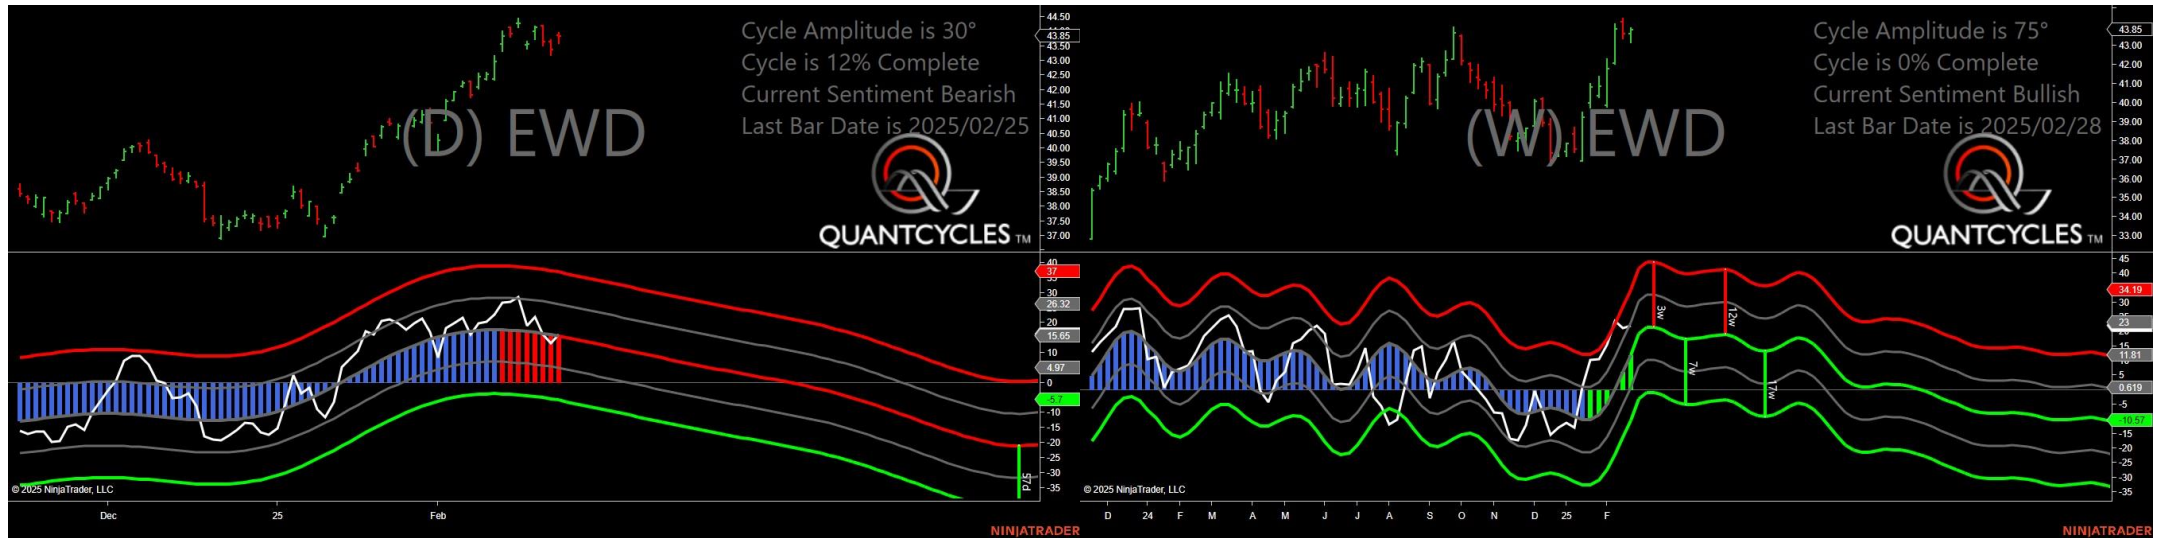 Cycle Amplitude is 30°
Cycle is 12% Complete
Current Sentiment Bearish
Last Bar Date is 2025/02/25
(D) EWD
QUANTCYCLES TM
44.50
43.85
43.50
43.00
42.50
42.00
41.50
41.00
40.50
40.00
39.50
39.00
38.50
38.00
37.50
37.00
40
37
30
26.32
20
15.65
10
4.97
0
-5.7
-10
-15
-20
-25
-30
-35
57d
© 2025 NinjaTrader, LLC
Dec
25
Feb
NINJATRADER
Cycle Amplitude is 75°
Cycle is 0% Complete
Current Sentiment Bullish
Last Bar Date is 2025/02/28
(W) EWD
QUANTCYCLES TM
43.85
43.00
42.00
41.00
40.00
39.00
38.00
37.00
36.00
35.00
34.00
33.00
45
40
34.19
30
25
23
15
11.81
5
0.619
-5
-10.57
-15
-20
-25
-30
-35
3w
7w
12w
17w
© 2025 NinjaTrader, LLC
D 24 F M A M J J A S O N D 25 F
NINJATRADER